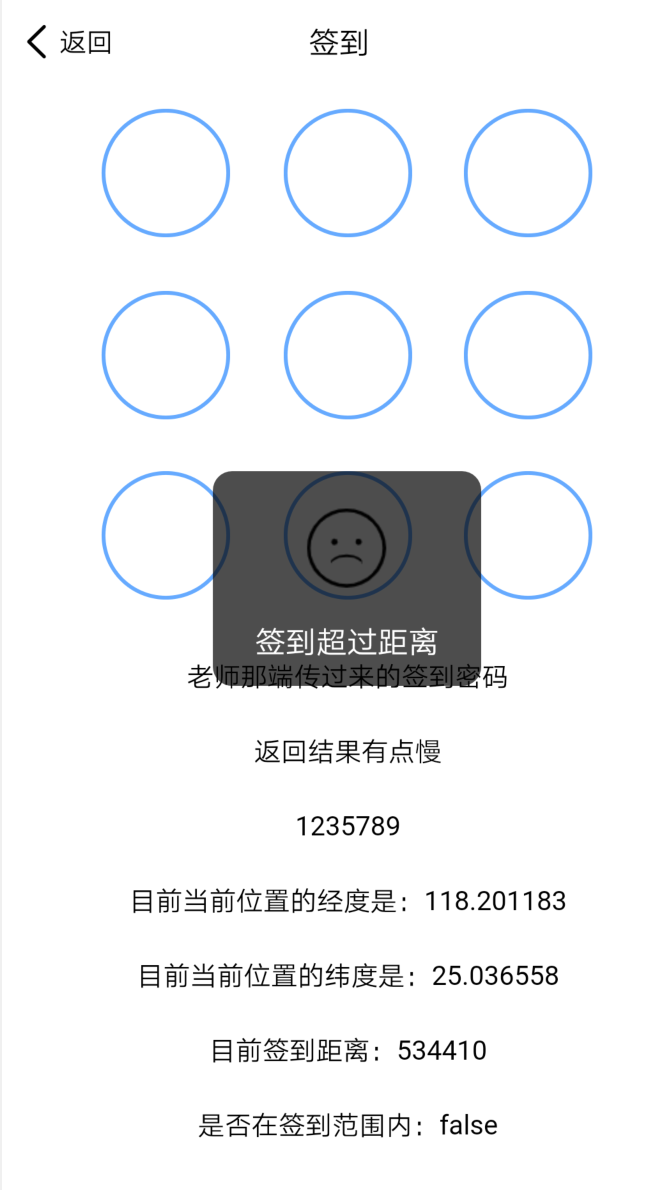 返回
签到
签到超过距离
老师那端传过来的签到密码
返回结果有点慢
1235789
目前当前位置的经度是：118.201183
目前当前位置的纬度是：25.036558
目前签到距离：534410
是否在签到范围内：false